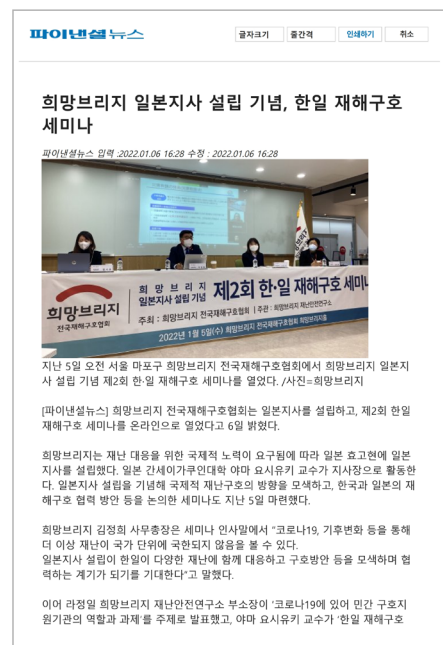 파이낸셜뉴스
글자크기 줄간격 인쇄하기 취소
희망브리지 일본지사 설립 기념, 한일 재해구호
세미나
파이낸셜뉴스 입력 :2022.01.06 16:28 수정 : 2022.01.06 16:28
희망브리지
전국재해구호협회
희망브리지
일본지사 설립 기념
제2회 한·일 재해구호 세미나
주최 : 희망브리지 전국재해구호협회 | 주관 : 희망브리지 재난안전연구소
2022년 1월 5일(수) 희망브리지 전국재해구호협회 희망브리지홀
지난 5일 오전 서울 마포구 희망브리지 전국재해구호협회에서 희망브리지 일본지
사 설립 기념 제2회 한·일 재해구호 세미나를 열었다. /사진=희망브리지
[파이낸셜뉴스] 희망브리지 전국재해구호협회는 일본지사를 설립하고, 제2회 한일
재해구호 세미나를 온라인으로 열었다고 6일 밝혔다.
희망브리지는 재난 대응을 위한 국제적 노력이 요구됨에 따라 일본 효고현에 일본
지사를 설립했다. 일본 간세이가쿠인대학 야마 요시유키 교수가 지사장으로 활동한
다. 일본지사 설립을 기념해 국제적 재난구호의 방향을 모색하고, 한국과 일본의 재
해구호 협력 방안 등을 논의한 세미나도 지난 5일 마련했다.
희망브리지 김정희 사무총장은 세미나 인사말에서 "코로나19, 기후변화 등을 통해
더 이상 재난이 국가 단위에 국한되지 않음을 볼 수 있다.
일본지사 설립이 한일이 다양한 재난에 함께 대응하고 구호방안 등을 모색하며 협
력하는 계기가 되기를 기대한다"고 말했다.
이어 라정일 희망브리지 재난안전연구소 부소장이 '코로나19에 있어 민간 구호지
원기관의 역할과 과제'를 주제로 발표했고, 야마 요시유키 교수가 '한일 재해구호